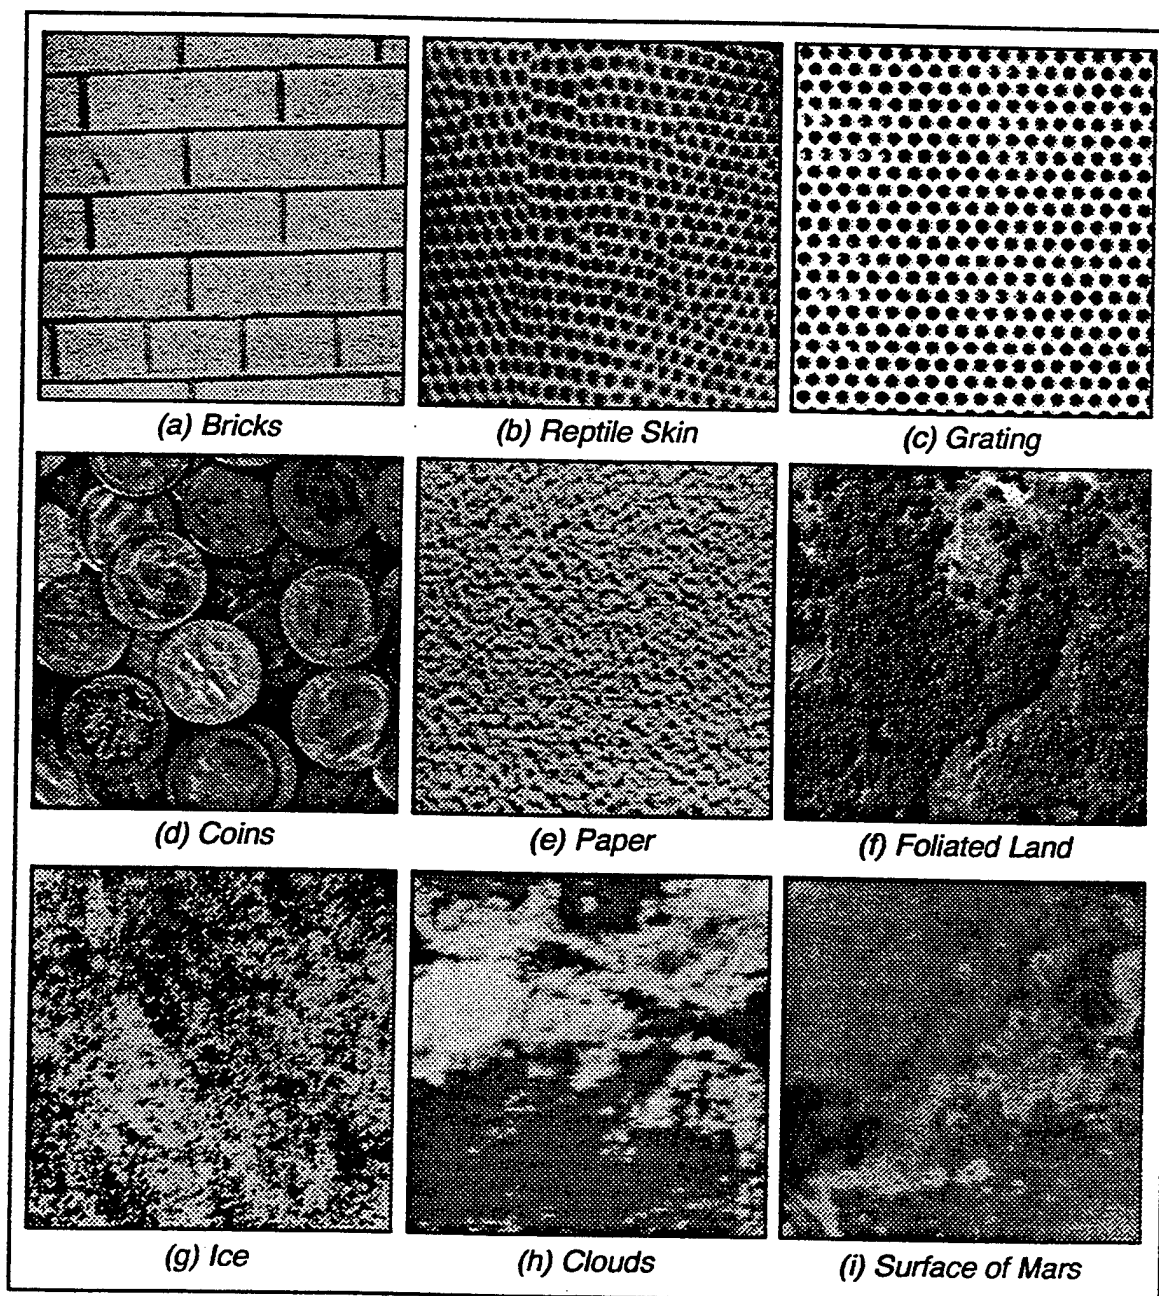 (a) Bricks
(b) Reptile Skin
(c) Grating
(d) Coins
(e) Paper
(f) Foliated Land
(g) Ice
(h) Clouds
(i) Surface of Mars